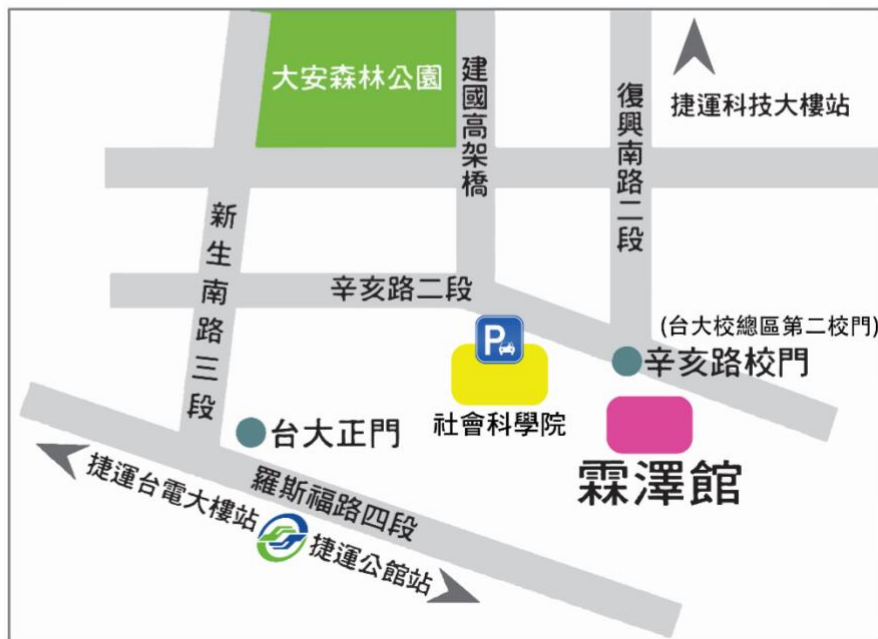 大安森林公園
建國高架橋
復興南路二段
捷運科技大樓站
新生南路三段
辛亥路二段
(台大校總區第二校門)
P
辛亥路校門
社會科學院
台大正門
霖澤館
羅斯福路四段
捷運台電大樓站
捷運公館站